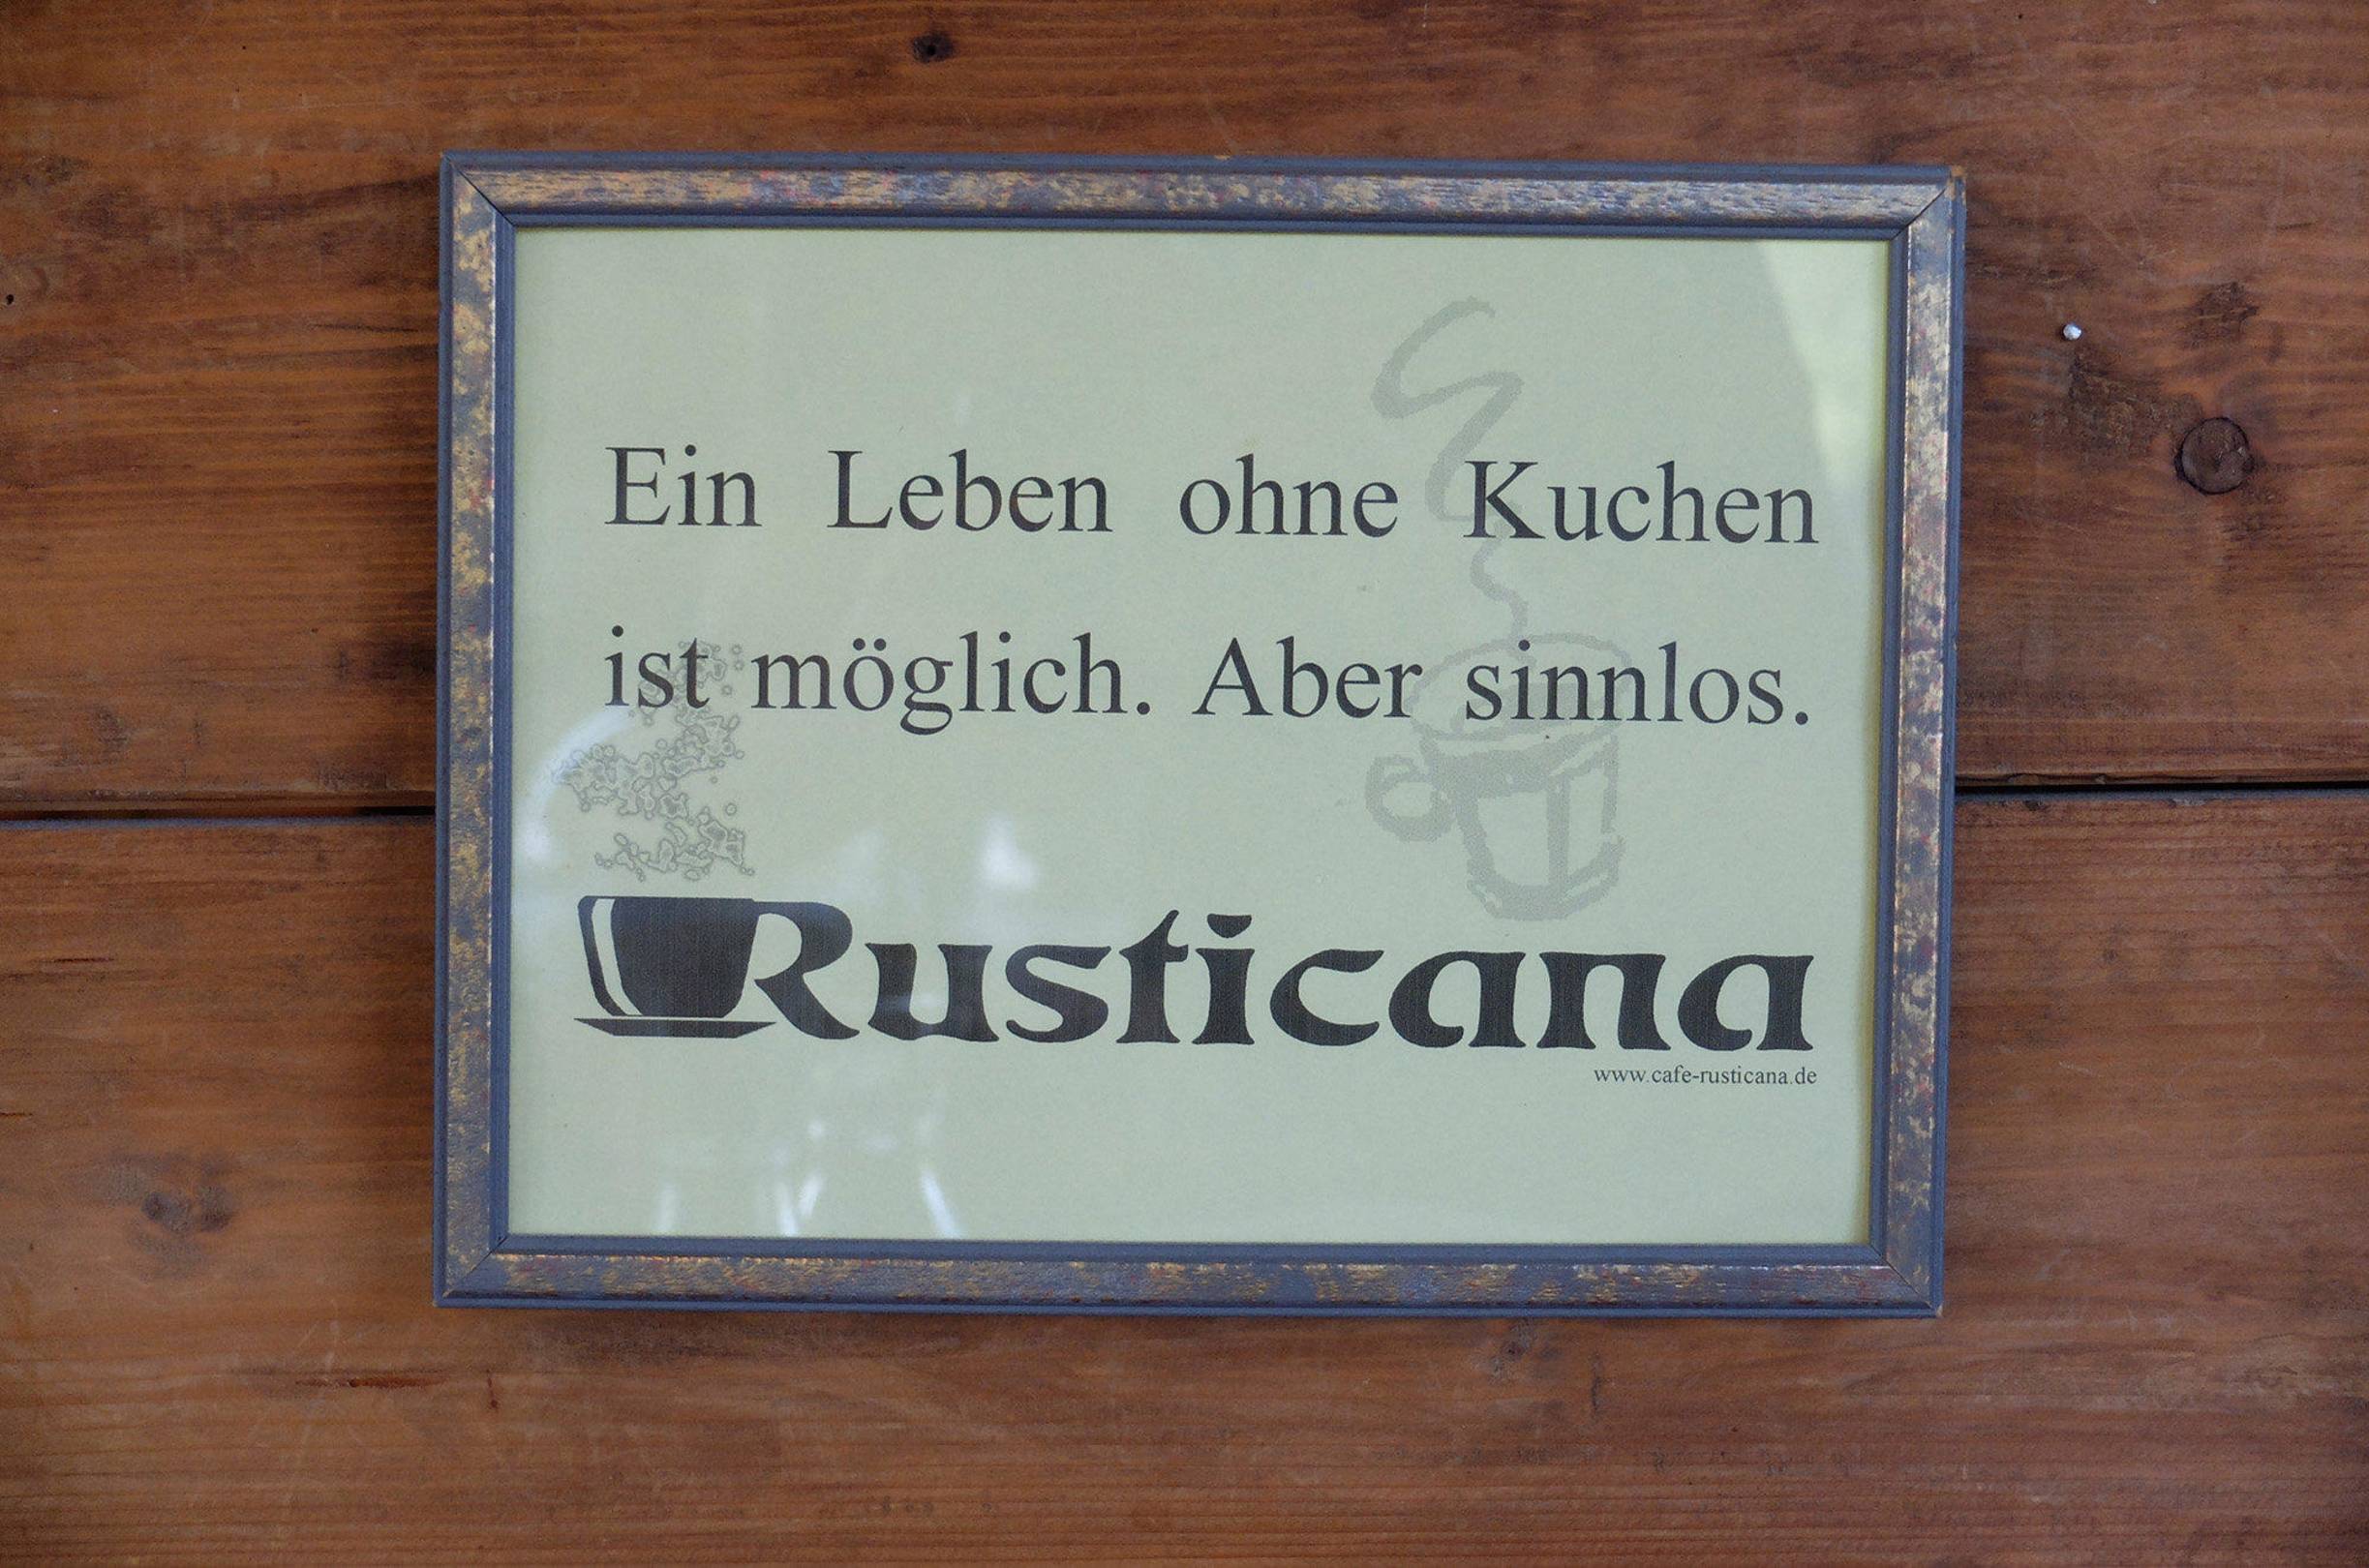 Ein Leben ohne Kuchen
ist möglich. Aber sinnlos.
Rusticana
www.cafe-rusticana.de